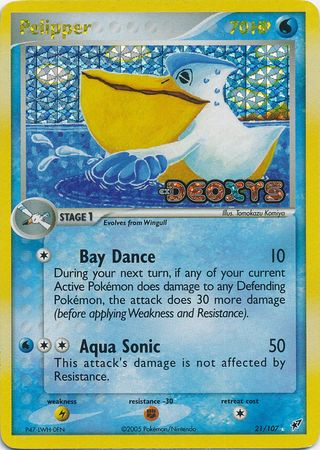 Pelipper 70 HP
DEOXYS
Illus. Tomokazu Komiya
STAGE 1
Evolves from Wingull
Bay Dance 10
During your next turn, if any of your current
Active Pokémon does damage to any Defending
Pokémon, the attack does 30 more damage
(before applying Weakness and Resistance).
Aqua Sonic 50
This attack's damage is not affected by
Resistance.
weakness resistance -30 retreat cost
P47-LWH-0FN ©2005 Pokémon/Nintendo 21/107